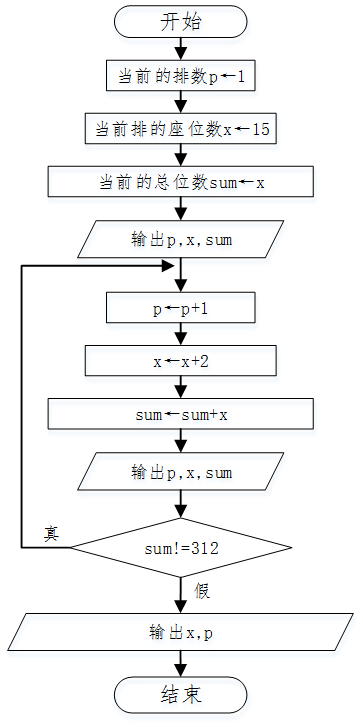 开始
当前的排数p←1
当前排的座位数x←15
当前的总位数sum←x
输出p,x,sum
p←p+1
x←x+2
sum←sum+x
输出p,x,sum
真
sum!=312
假
输出x,p
结束